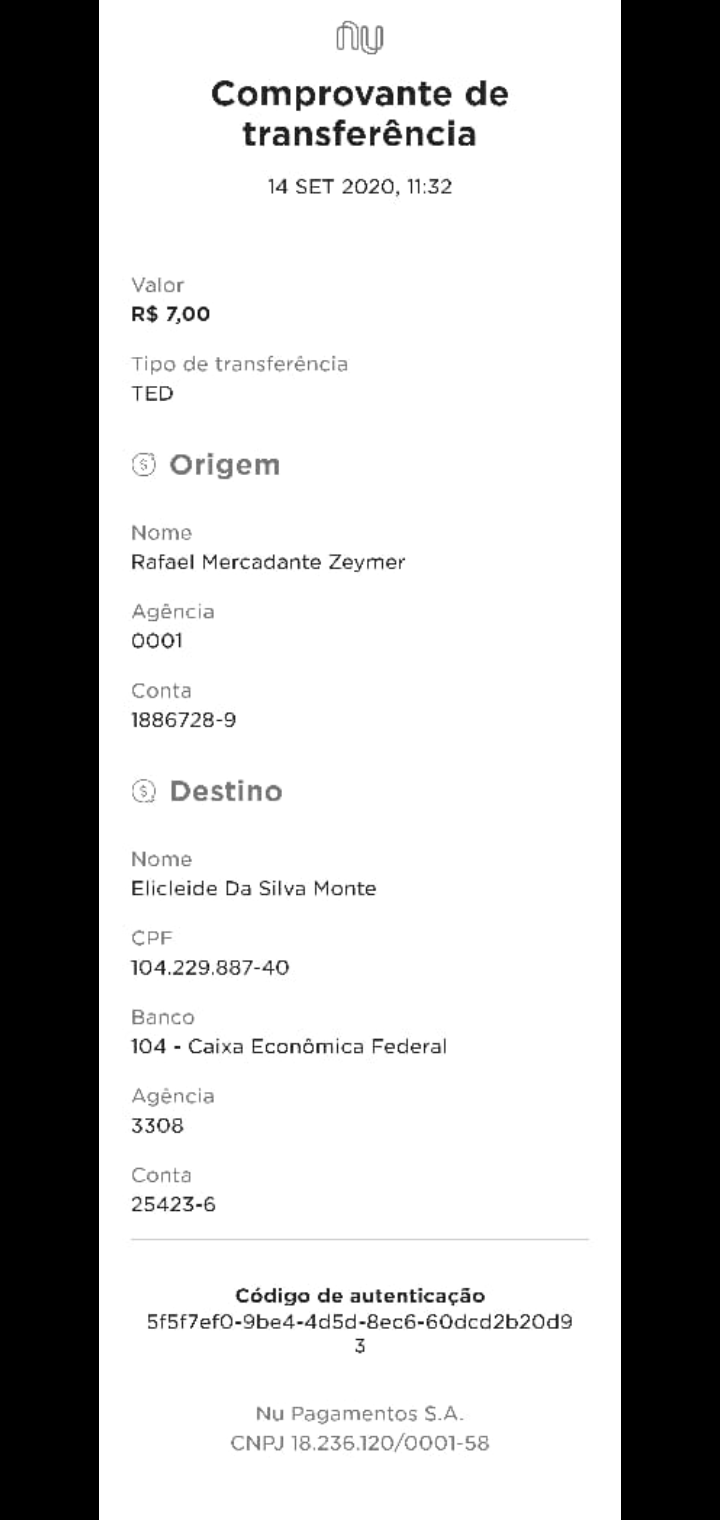 nu
Comprovante de
transferência
14 SET 2020, 11:32
Valor
R$ 7,00
Tipo de transferência
TED
Origem
Nome
Rafael Mercadante Zeymer
Agência
0001
Conta
1886728-9
Destino
Nome
Elicleide Da Silva Monte
CPF
104.229.887-40
Banco
104 - Caixa Econômica Federal
Agência
3308
Conta
25423-6
Código de autenticação
5f5f7ef0-9be4-4d5d-8ec6-60dcd2b20d9
3
Nu Pagamentos S.A.
CNPJ 18.236.120/0001-58